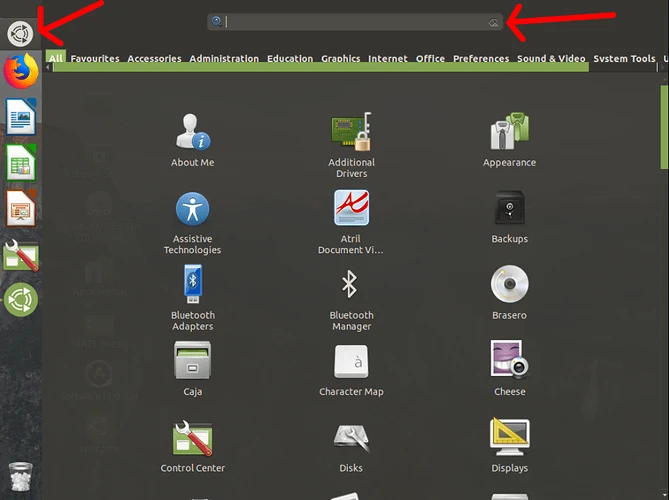 All Favourites Accessories Administration Education Graphics Internet Office Preferences Sound & Video System Tools U
About Me
Additional
Drivers
Appearance
Assistive
Technologies
Atril
Document Vi...
Backups
Bluetooth
Adapters
Bluetooth
Manager
Brasero
Caja
Character Map
Cheese
Control Center
Disks
Displays